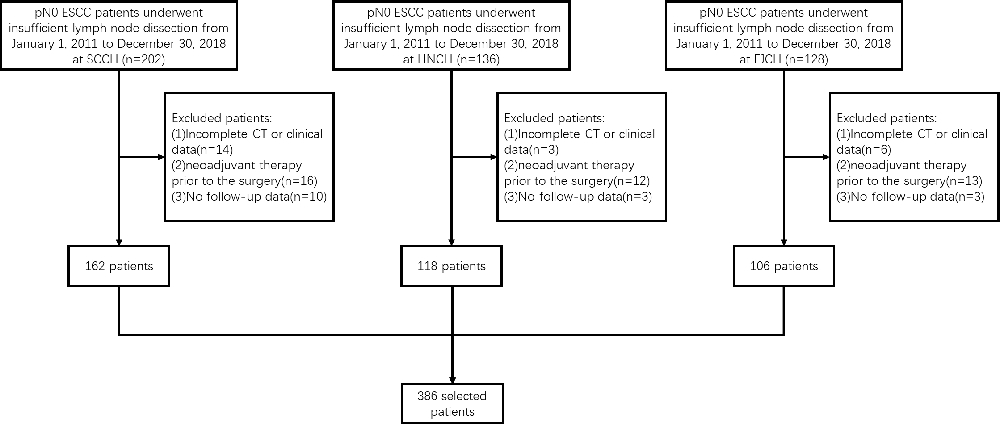 pN0 ESCC patients underwent
insufficient lymph node dissection from
January 1, 2011 to December 30, 2018
at SCCH (n=202)
pN0 ESCC patients underwent
insufficient lymph node dissection from
January 1, 2011 to December 30, 2018
at HNCH (n=136)
pN0 ESCC patients underwent
insufficient lymph node dissection from
January 1, 2011 to December 30, 2018
at FJCH (n=128)
Excluded patients:
(1)Incomplete CT or clinical
data(n=14)
(2)neoadjuvant therapy
prior to the surgery(n=16)
(3)No follow-up data(n=10)
Excluded patients:
(1)Incomplete CT or clinical
data(n=3)
(2)neoadjuvant therapy
prior to the surgery(n=12)
(3)No follow-up data(n=3)
Excluded patients:
(1)Incomplete CT or clinical
data(n=6)
(2)neoadjuvant therapy
prior to the surgery(n=13)
(3)No follow-up data(n=3)
162 patients
118 patients
106 patients
386 selected
patients